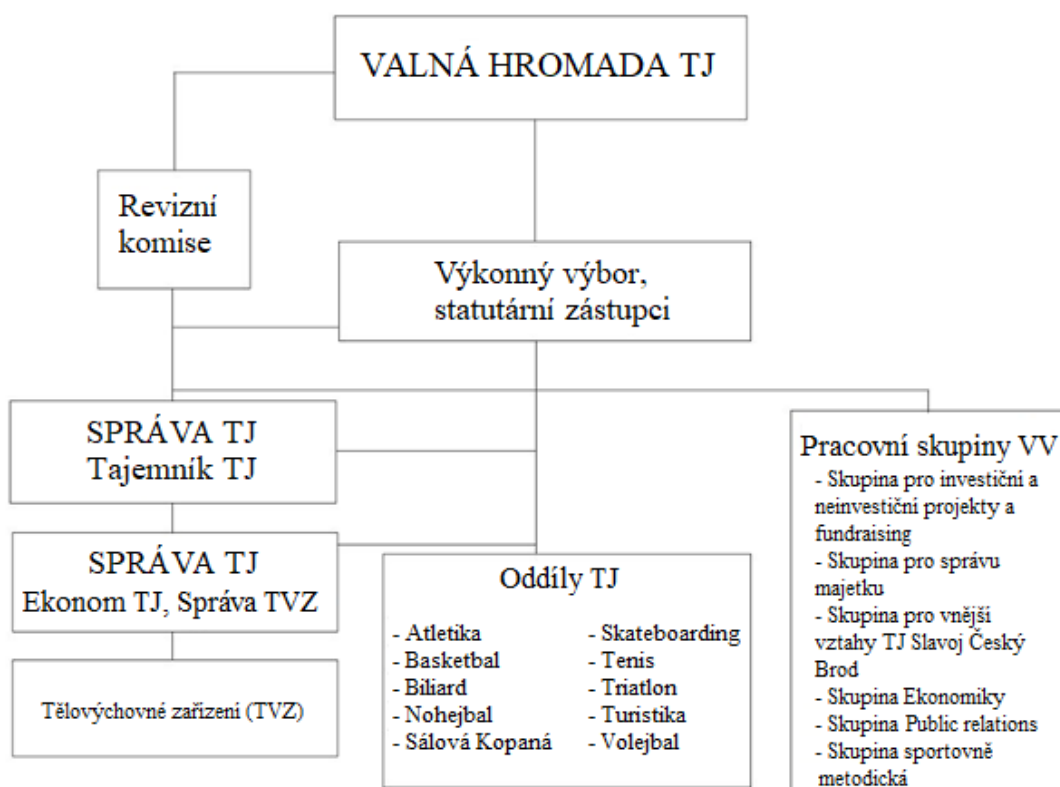 VALNÁ HROMADA TJ
Revizní
komise
Výkonný výbor,
statutární zástupci
SPRÁVA TJ
Tajemník TJ
SPRÁVA TJ
Ekonom TJ, Správa TVZ
Tělovýchovné zařízení (TVZ)
Oddíly TJ
- Atletika
- Basketbal
- Biliard
- Nohejbal
- Sálová Kopaná
- Skateboarding
- Tenis
- Triatlon
- Turistika
- Volejbal
Pracovní skupiny VV
- Skupina pro investiční a
neinvestiční projekty a
fundraising
- Skupina pro správu
majetku
- Skupina pro vnější
vztahy TJ Slavoj Český
Brod
- Skupina Ekonomiky
- Skupina Public relations
- Skupina sportovně
metodická